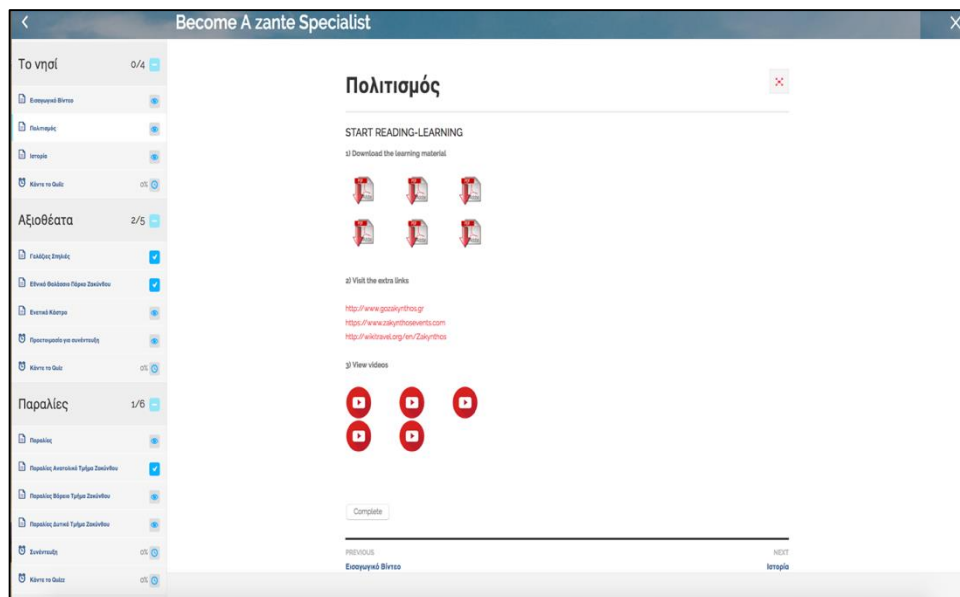 Become A zante Specialist
Το νησί 0/4
Εισαγωγικό Βίντεο
Πολιτισμός
Ιστορία
Κάντε το Quiz 0%
Αξιοθέατα 2/5
Γαλάζιες Σπηλιές
Εθνικό Θαλάσσιο Πάρκο Ζακύνθου
Ενετικό Κάστρο
Προετοιμασία για συνέντευξη
Κάντε το Quiz 0%
Παραλίες 1/6
Παραλίες
Παραλίες Ανατολικό Τμήμα Ζακύνθου
Παραλίες Βόρειο Τμήμα Ζακύνθου
Παραλίες Δυτικό Τμήμα Ζακύνθου
Συνέντευξη 0%
Κάντε το Quizz 0%
Πολιτισμός
START READING-LEARNING
1) Download the learning material
2) Visit the extra links
http://www.gozakynthos.gr
https://www.zakynthosevents.com
http://wikitravel.org/en/Zakynthos
3) View videos
Complete
PREVIOUS NEXT
Εισαγωγικό Βίντεο Ιστορία